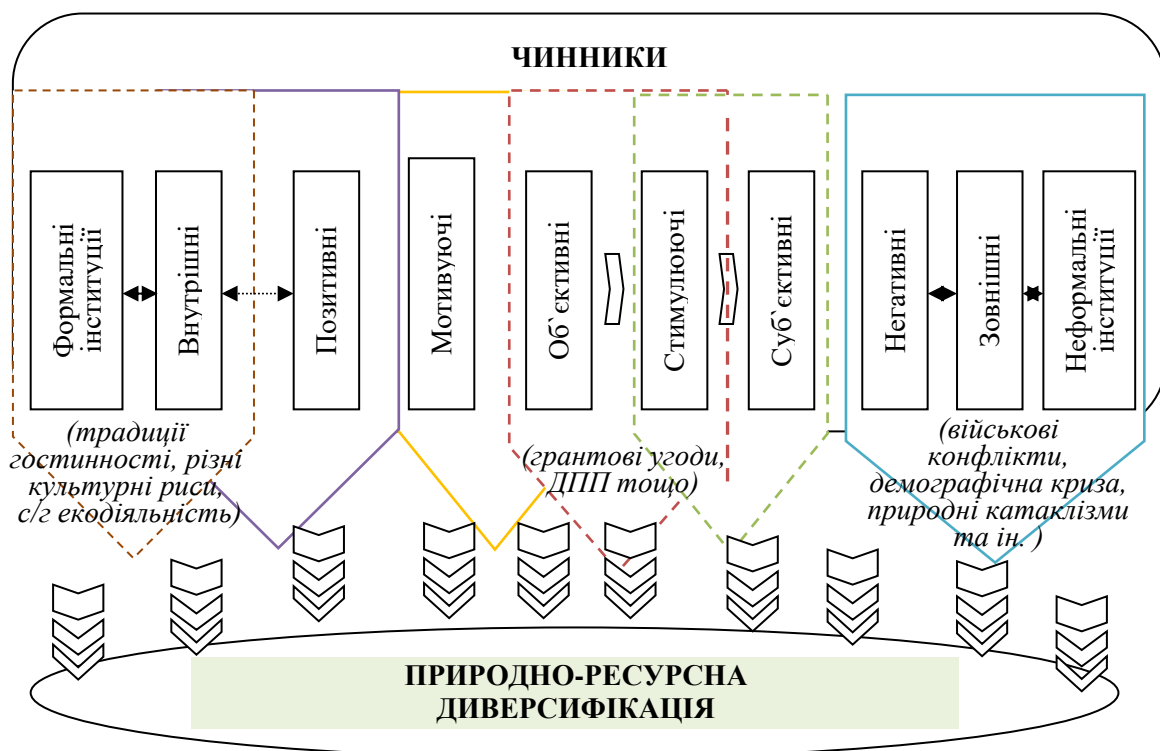 ЧИННИКИ
Формальні
інституції
Внутрішні
Позитивні
Мотивуючі
Об`єктивні
Стимулюючі
Суб`єктивні
Негативні
Зовнішні
Неформальні
інституції
(традиції
гостинності, різні
культурні риси,
с/г екодіяльність)
(грантові угоди,
ДПП тощо)
(військові
конфлікти,
демографічна криза,
природні катаклізми
та ін. )
ПРИРОДНО-РЕСУРСНА
ДИВЕРСИФІКАЦІЯ